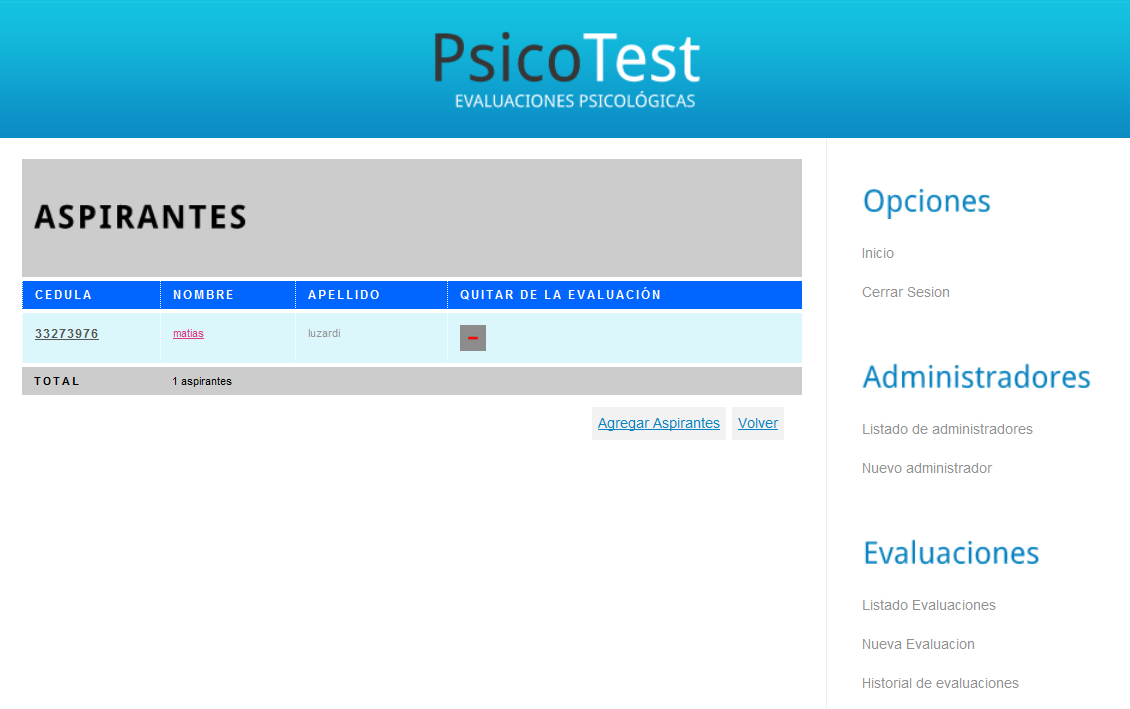 PsicoTest
EVALUACIONES PSICOLÓGICAS
ASPIRANTES
CEDULA NOMBRE APELLIDO QUITAR DE LA EVALUACIÓN
33273976 matias luzardi
TOTAL 1 aspirantes
Agregar Aspirantes Volver
Opciones
Inicio
Cerrar Sesion
Administradores
Listado de administradores
Nuevo administrador
Evaluaciones
Listado Evaluaciones
Nueva Evaluacion
Historial de evaluaciones